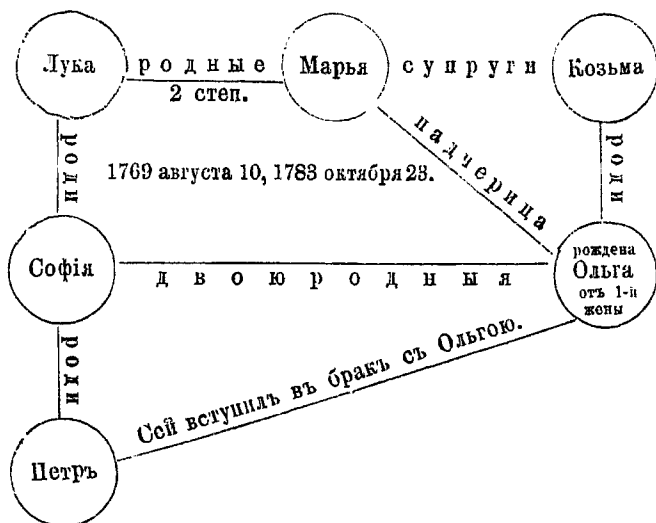 Лука родные Марья супруги Козьма
2 степ.
роди
падчерица
роди
1769 августа 10, 1783 октября 23.
Софія двоюродныя
рождена
Ольга
отъ 1-й
жены
роди
Сей вступилъ въ бракъ съ Ольгою.
Петръ